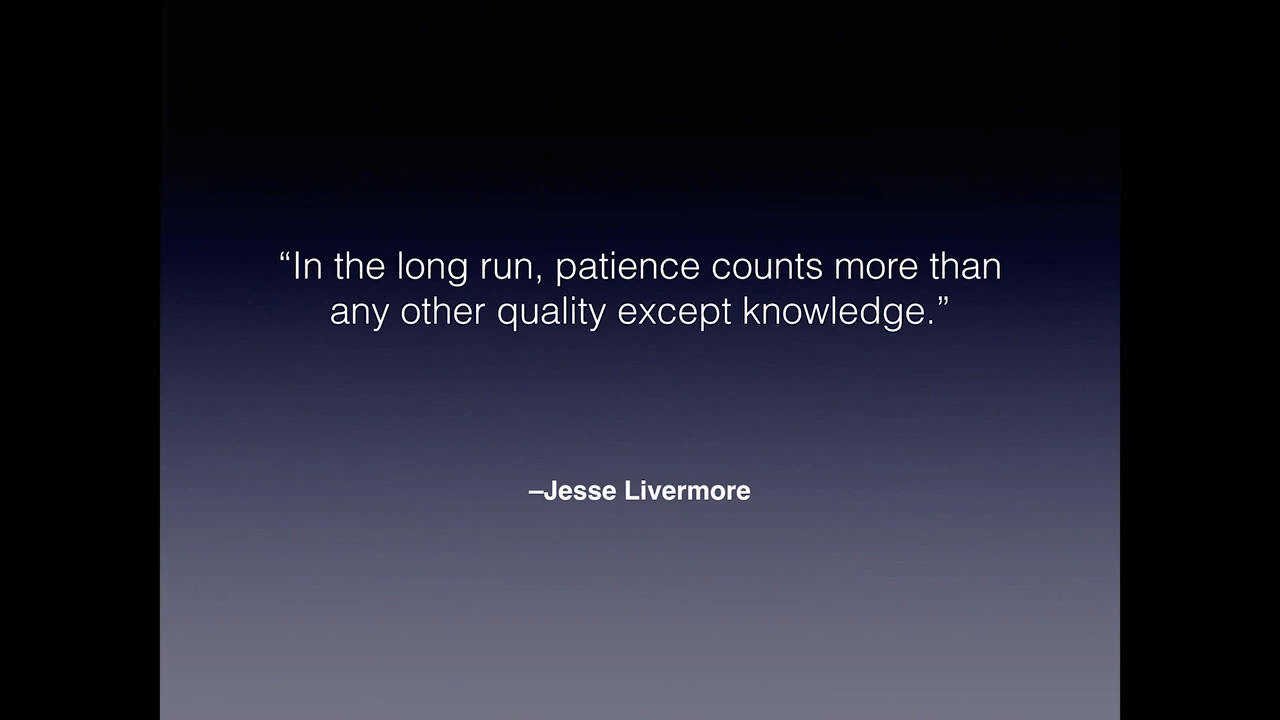 “In the long run, patience counts more than
any other quality except knowledge.”
–Jesse Livermore